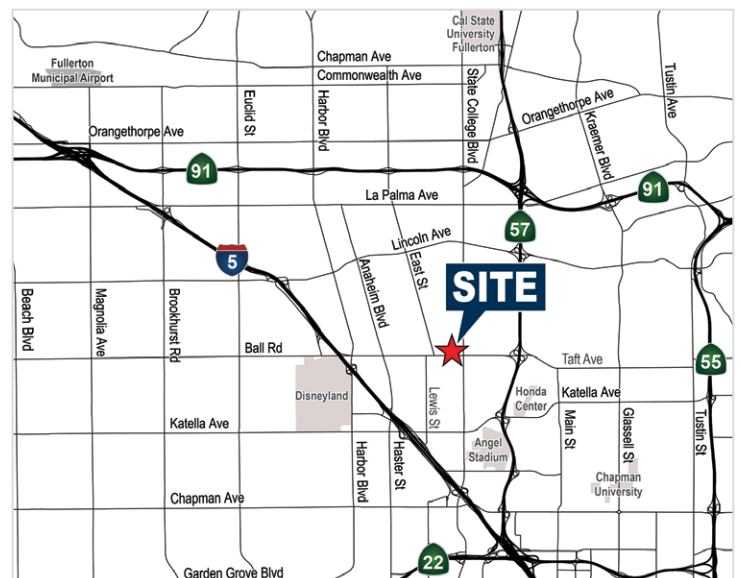 Cal State
University
Fullerton
Chapman Ave
Fullerton
Municipal Airport
Commonwealth Ave
State College Blvd
Tustin Ave
Euclid St
Harbor Blvd
Orangethorpe Ave
Kraemer Blvd
Orangethorpe Ave
91
91
La Palma Ave
57
Lincoln Ave
5
East St
Anaheim Blvd
SITE
Beach Blvd
Magnolia Ave
Brookhurst Rd
Ball Rd
Taft Ave
55
Disneyland
Lewis St
Honda
Center
Katella Ave
Katella Ave
Main St
Glassell St
Tustin St
Harbor Blvd
Haster St
Angel
Stadium
Chapman
University
Chapman Ave
22
Garden Grove Blvd